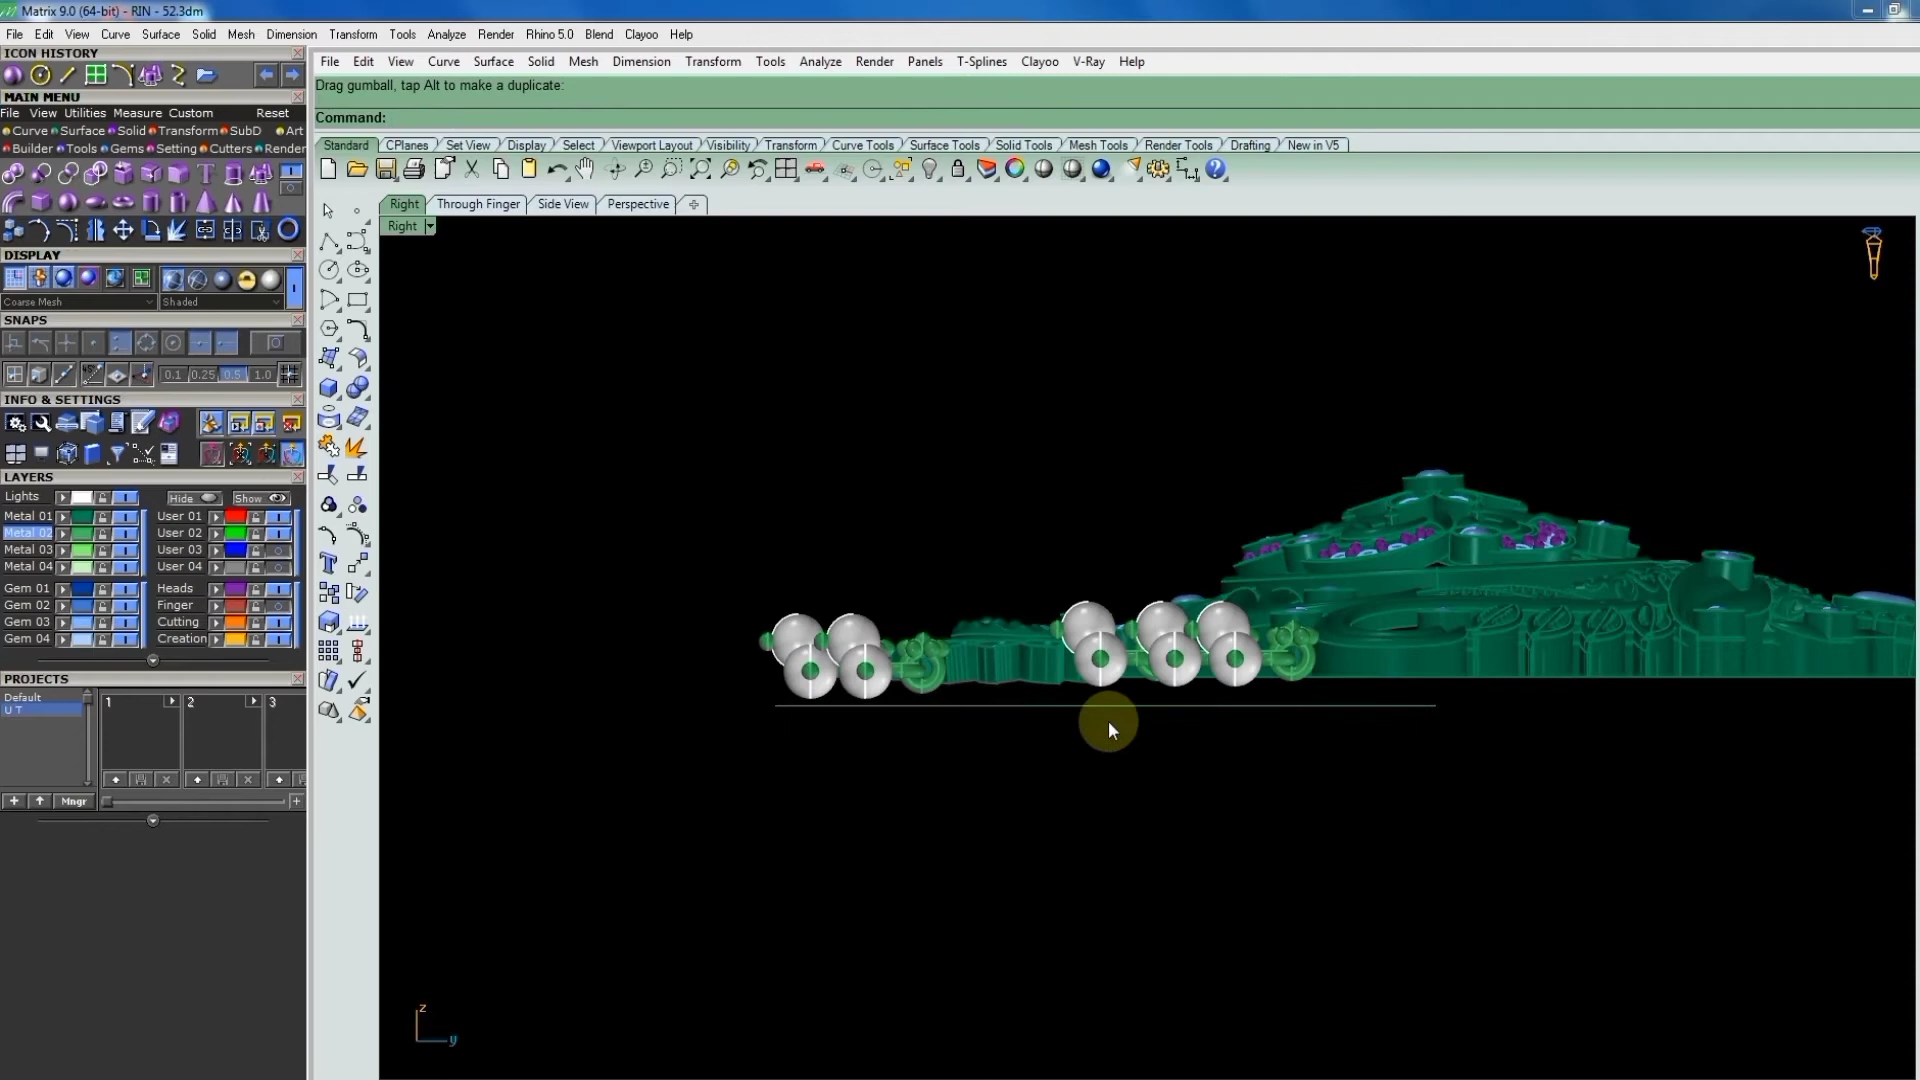 Matrix 9.0 (64-bit) - RIN - 52.3dm
File Edit View Curve Surface Solid Mesh Dimension Transform Tools Analyze Render Rhino 5.0 Blend Clayoo Help
ICON HISTORY
MAIN MENU
File View Utilities Measure Custom Reset
Curve Surface Solid Transform SubD Art
Builder Tools Gems Setting Cutters Render
DISPLAY
Coarse Mesh Shaded
SNAPS
0.1 0.25 0.5 1.0
INFO & SETTINGS
LAYERS
Lights Hide Show
Metal 01 User 01
Metal 02 User 02
Metal 03 User 03
Metal 04 User 04
Gem 01 Heads
Gem 02 Finger
Gem 03 Cutting
Gem 04 Creation
PROJECTS
Default
U T
1 2 3
Mngr
File Edit View Curve Surface Solid Mesh Dimension Transform Tools Analyze Render Panels T-Splines Clayoo V-Ray Help
Drag gumball, tap Alt to make a duplicate:
Command:
Standard CPlanes Set View Display Select Viewport Layout Visibility Transform Curve Tools Surface Tools Solid Tools Mesh Tools Render Tools Drafting New in V5
Right Through Finger Side View Perspective
Right
z
y